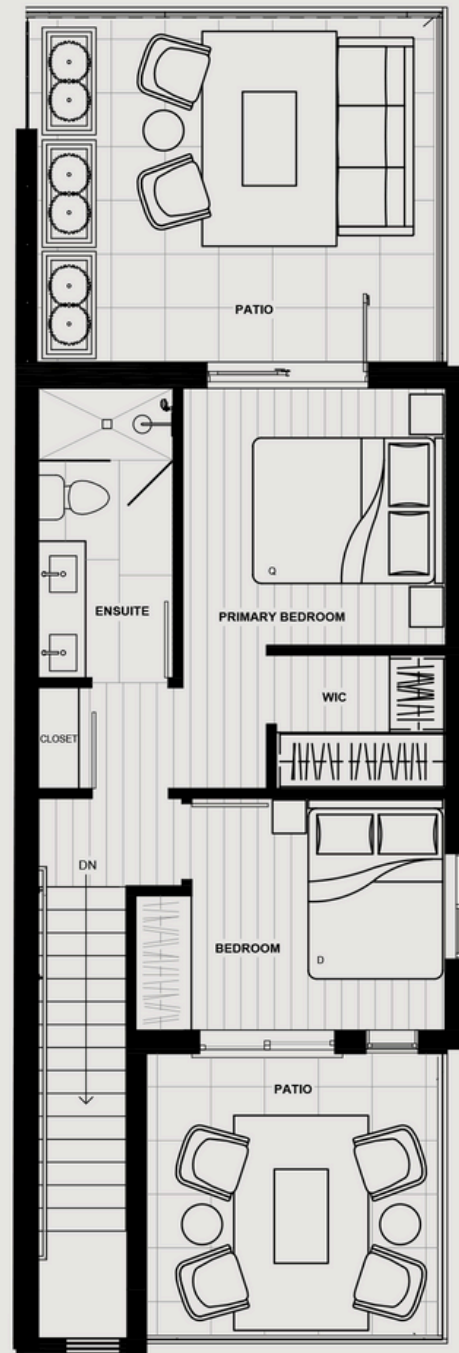 PATIO
Q
ENSUITE
PRIMARY BEDROOM
WIC
CLOSET
DN
BEDROOM
D
PATIO